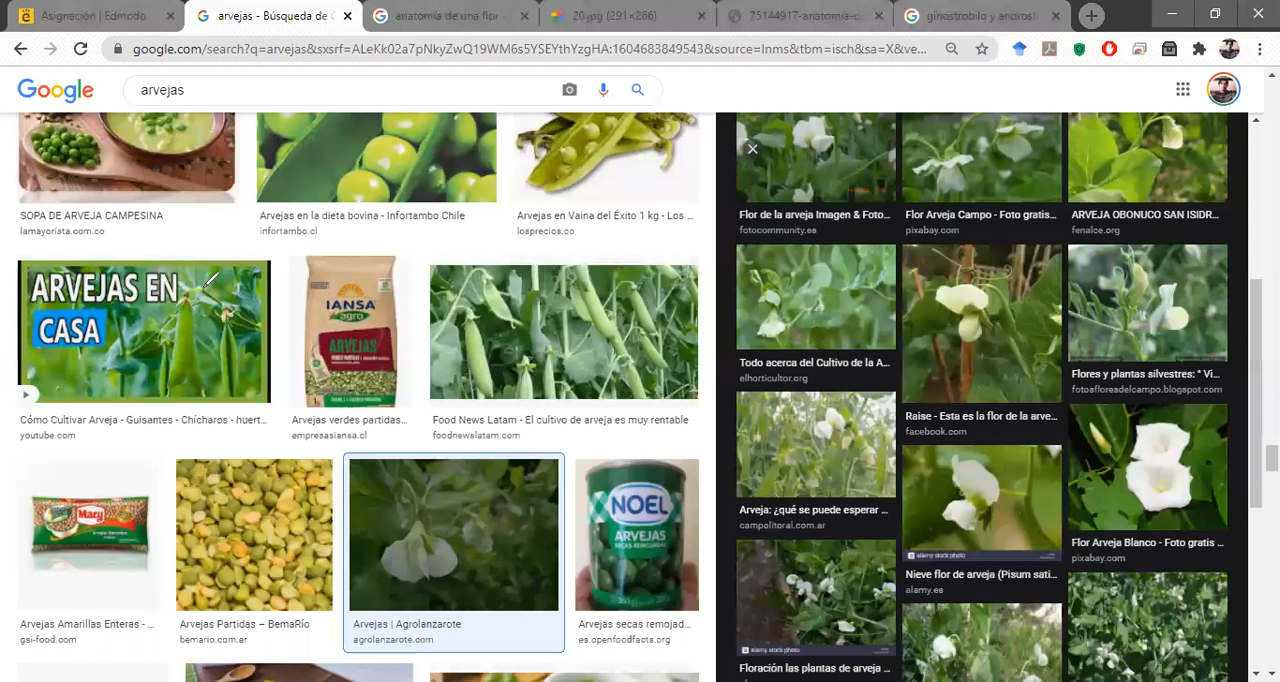 Asignación | Edmodo
arvejas - Búsqueda de G
anatomía de una flor -
20.jpg (291×266)
75144917-anatomía-d
ginostrobilo y androstr
google.com/search?q=arvejas&sxsrf=ALeKk02a7pNkyZwQ19WM6s5YSEYthYzgHA:1604683849543&source=lnms&tbm=isch&sa=X&ve...
Google
arvejas
SOPA DE ARVEJA CAMPESINA
lamayorista.com.co
Arvejas en la dieta bovina - Infortambo Chile
infortambo.cl
Arvejas en Vaina del Éxito 1 kg - Los ...
losprecios.co
ARVEJAS EN
CASA
IANSA
agro
ARVEJAS
Cómo Cultivar Arveja - Guisantes - Chícharos - huert...
youtube.com
Arvejas verdes partidas...
empresasiansa.cl
Food News Latam - El cultivo de arveja es muy rentable
foodnewslatam.com
Mary
NOEL
ARVEJAS
SECAS REMOJADAS
Arvejas Amarillas Enteras - ...
gsi-food.com
Arvejas Partidas – BemaRío
bemario.com.ar
Arvejas | Agrolanzarote
agrolanzarote.com
Arvejas secas remojad...
es.openfoodfacts.org
Flor de la arveja Imagen & Foto...
fotocommunity.es
Flor Arveja Campo - Foto gratis...
pixabay.com
ARVEJA OBONUCO SAN ISIDR...
fenalce.org
Todo acerca del Cultivo de la A...
elhorticultor.org
Raise - Esta es la flor de la arve...
facebook.com
Flores y plantas silvestres: " Vi...
fotosfloresdelcampo.blogspot.com
Arveja: ¿qué se puede esperar ...
campolitoral.com.ar
alamy stock photo
Nieve flor de arveja (Pisum sati...
alamy.es
Flor Arveja Blanco - Foto gratis ...
pixabay.com
alamy stock photo
Floración las plantas de arveja ...